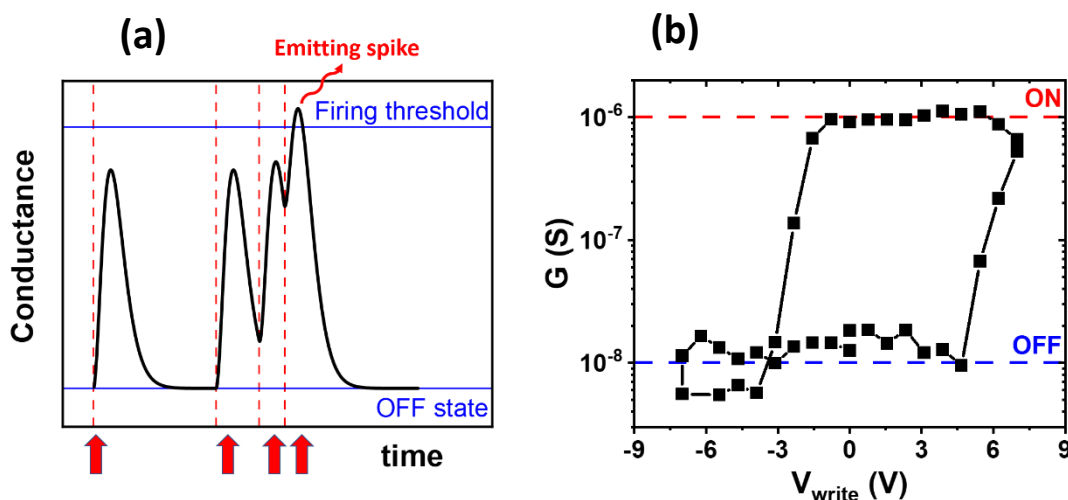 (a)
Emitting spike
Firing threshold
Conductance
OFF state
time
(b)
ON
10⁻⁶
10⁻⁷
G (S)
OFF
10⁻⁸
-9 -6 -3 0 3 6 9
Vwrite (V)